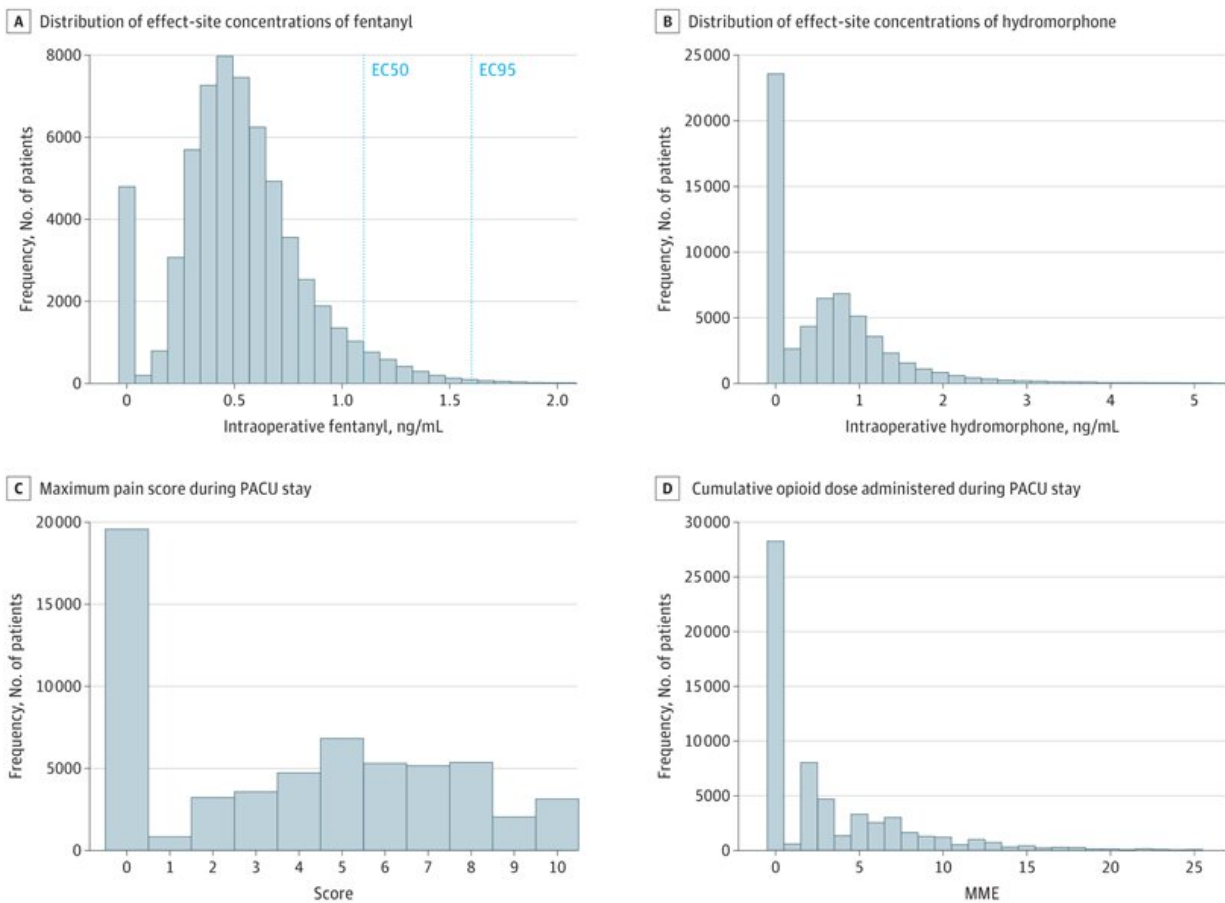 A Distribution of effect-site concentrations of fentanyl
8000
6000
4000
2000
0
Frequency, No. of patients
EC50
EC95
0 0.5 1.0 1.5 2.0
Intraoperative fentanyl, ng/mL
B Distribution of effect-site concentrations of hydromorphone
25000
20000
15000
10000
5000
0
Frequency, No. of patients
0 1 2 3 4 5
Intraoperative hydromorphone, ng/mL
C Maximum pain score during PACU stay
20000
15000
10000
5000
0
Frequency, No. of patients
0 1 2 3 4 5 6 7 8 9 10
Score
D Cumulative opioid dose administered during PACU stay
30000
25000
20000
15000
10000
5000
0
Frequency, No. of patients
0 5 10 15 20 25
MME